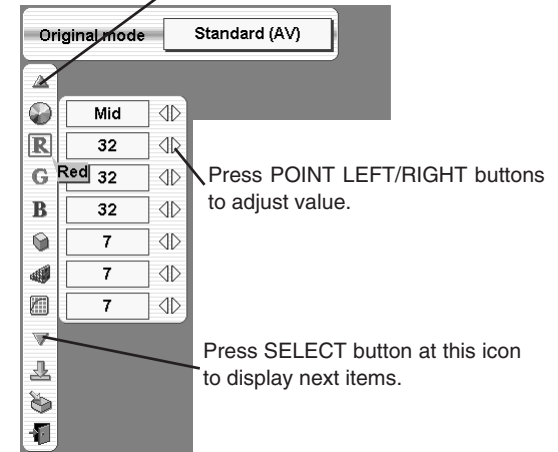 Original mode Standard (AV)
Mid
R 32
Red
G 32
B 32
7
7
7
Press POINT LEFT/RIGHT buttons
to adjust value.
Press SELECT button at this icon
to display next items.